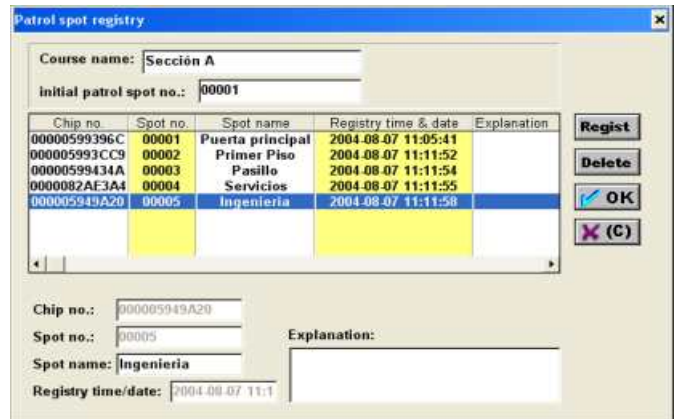 Patrol spot registry
Course name: Sección A
initial patrol spot no.: 00001
Chip no. Spot no. Spot name Registry time & date Explanation
00000599396C 00001 Puerta principal 2004-08-07 11:05:41
000005993CC9 00002 Primer Piso 2004-08-07 11:11:52
00000599434A 00003 Pasillo 2004-08-07 11:11:54
0000082AE3A4 00004 Servicios 2004-08-07 11:11:55
000005949A20 00005 Ingenieria 2004-08-07 11:11:58
Regist
Delete
OK
(C)
Chip no.: 000005949A20
Spot no.: 00005
Spot name: Ingenieria
Registry time/date: 2004-08-07 11:1
Explanation: